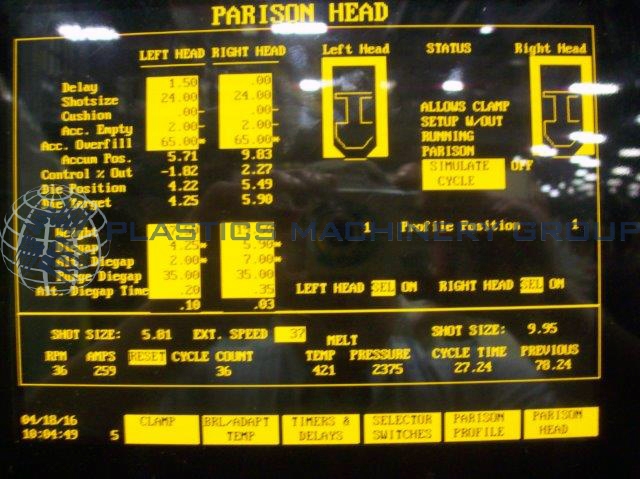 PARISON HEAD
LEFT HEAD RIGHT HEAD Left Head STATUS Right Head
Delay 1.50 .00
Shotsize 24.00 24.00
Cushion .00- .00-
Acc. Empty 2.00- 2.00-
Acc. Overfill 65.00* 65.00*
Accum Pos. 5.71 9.83
Control % Out -1.82 2.27
Die Position 4.22 5.49
Die Target 4.25 5.90
ALLOWS CLAMP
SETUP W/OUT
RUNNING
PARISON
SIMULATE CYCLE OFF
PLASTICS MACHINERY GROUP
Weight
Diegap 4.25* 5.90*
Alt. Diegap 2.00* 7.00*
Purge Diegap 35.00 35.00
Alt. Diegap Time .20 .35
.10 .03
1 Profile Position 1
LEFT HEAD SEL ON RIGHT HEAD SEL ON
SHOT SIZE: 5.81 EXT. SPEED 37 MELT SHOT SIZE: 9.95
RPM AMPS RESET CYCLE COUNT TEMP PRESSURE CYCLE TIME PREVIOUS
36 259 36 421 2375 27.24 78.24
04/18/16
10:04:49 5
CLAMP
BRL/ADAPT TEMP
TIMERS & DELAYS
SELECTOR SWITCHES
PARISON PROFILE
PARISON HEAD